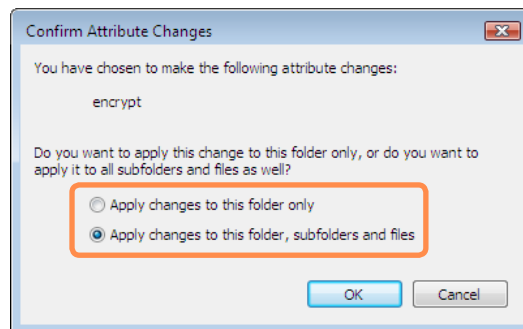 Confirm Attribute Changes
You have chosen to make the following attribute changes:
encrypt
Do you want to apply this change to this folder only, or do you want to
apply it to all subfolders and files as well?
Apply changes to this folder only
Apply changes to this folder, subfolders and files
OK
Cancel